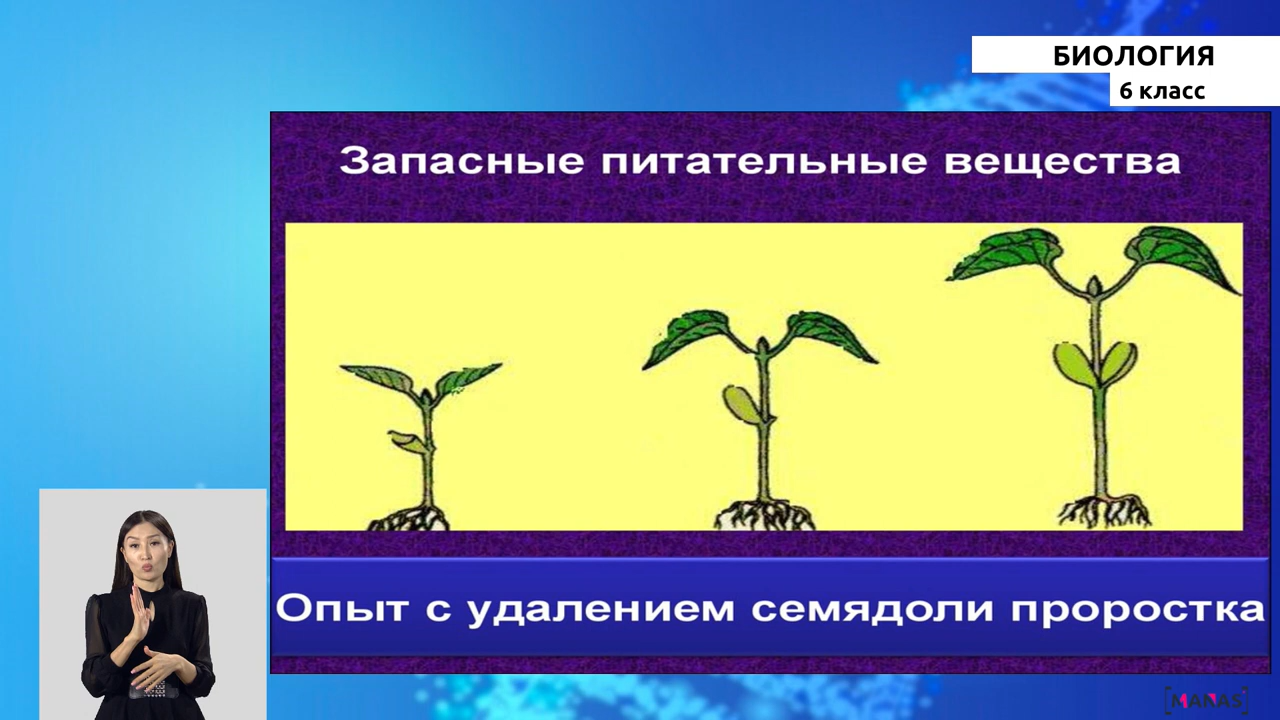 БИОЛОГИЯ
6 класс
Запасные питательные вещества
Опыт с удалением семядоли проростка
[MANAS]